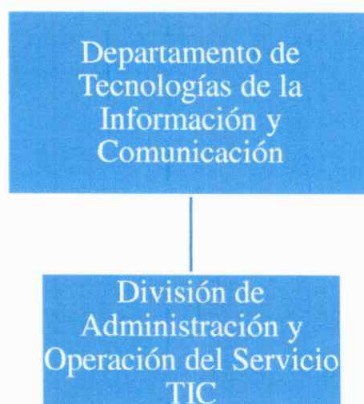 Departamento de
Tecnologías de la
Información y
Comunicación
División de
Administración y
Operación del Servicio
TIC